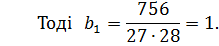 Тоді b₁ = 756 / (27 · 28) = 1.